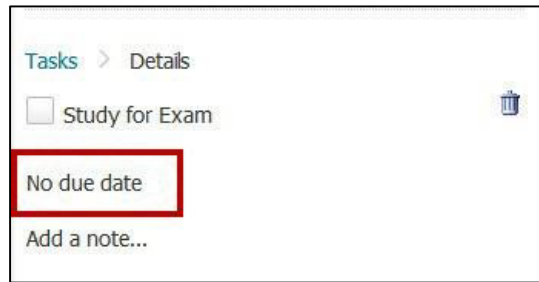 Tasks > Details
Study for Exam
No due date
Add a note...